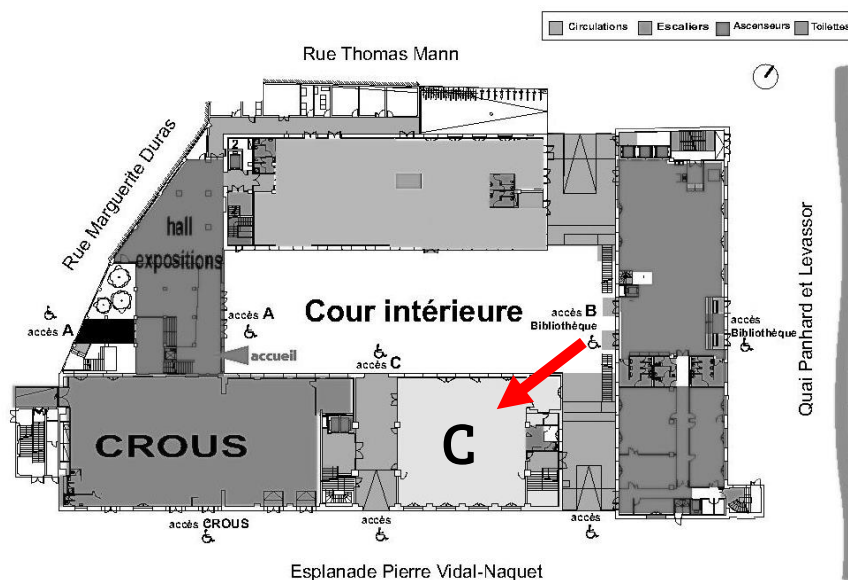 Circulations Escaliers Ascenseurs Toilettes
Rue Thomas Mann
Rue Marguerite Duras
Quai Panhard et Levassor
2
hall
expositions
Cour intérieure
accès A
accès A
accueil
accès B
Bibliothèque
accès
Bibliothèque
accès C
CROUS
C
accès CROUS
accès
accès
Esplanade Pierre Vidal-Naquet